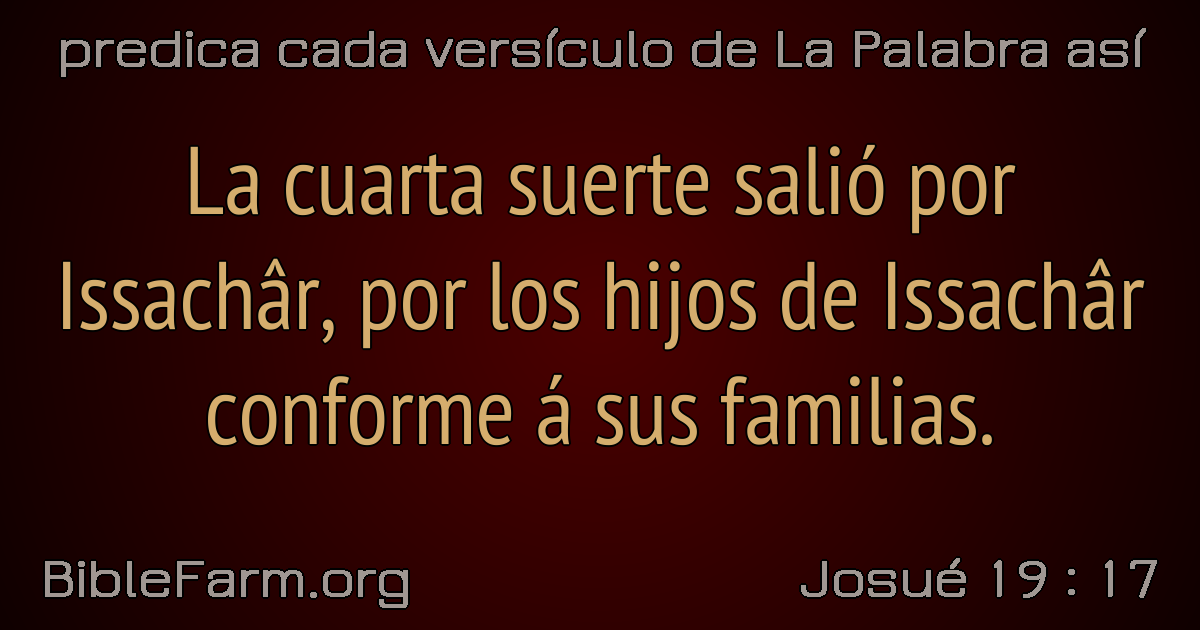 predica cada versículo de La Palabra así
La cuarta suerte salió por
Issachâr, por los hijos de Issachâr
conforme á sus familias.
BibleFarm.org
Josué 19 : 17